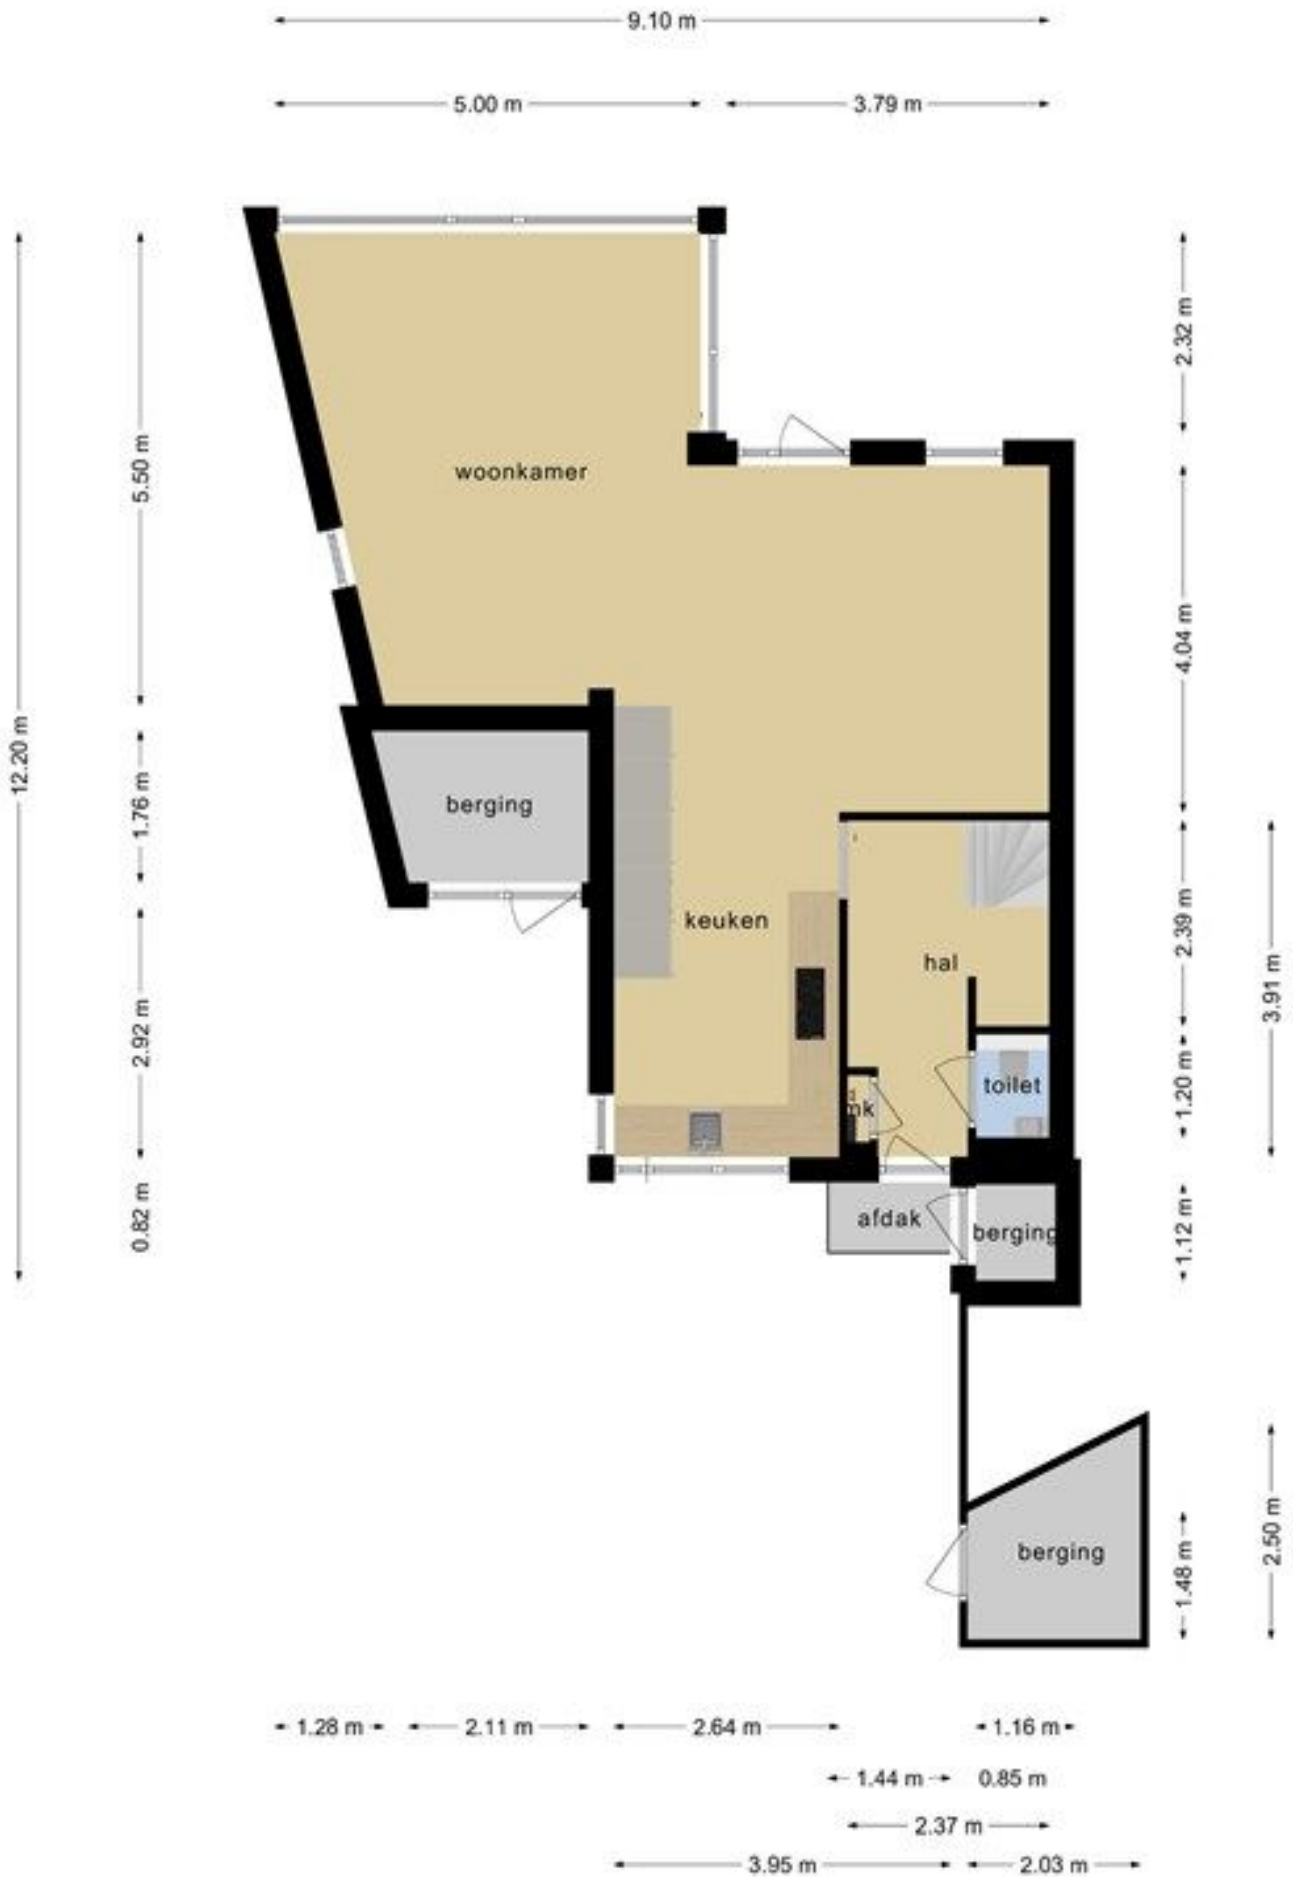 9.10 m
5.00 m
3.79 m
2.32 m
5.50 m
woonkamer
4.04 m
12.20 m
1.76 m
berging
keuken
2.39 m
hal
3.91 m
2.92 m
1.20 m
toilet
mk
0.82 m
afdak
berging
1.12 m
berging
1.48 m
2.50 m
1.28 m
2.11 m
2.64 m
1.16 m
1.44 m
0.85 m
2.37 m
3.95 m
2.03 m